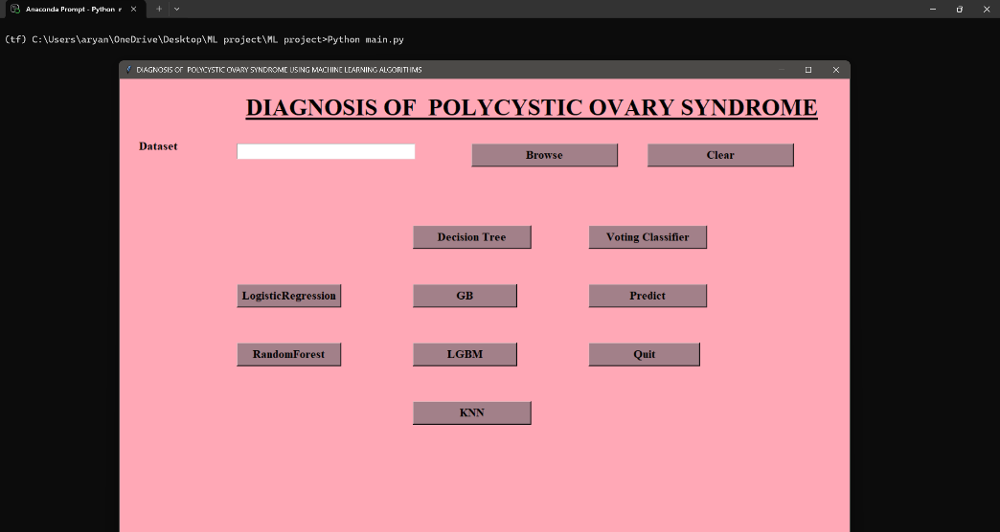 Anaconda Prompt - Python r
(tf) C:\Users\aryan\OneDrive\Desktop\ML project\ML project>Python main.py
DIAGNOSIS OF  POLYCYSTIC OVARY SYNDROME USING MACHINE LEARNING ALGORITHMS
DIAGNOSIS OF  POLYCYSTIC OVARY SYNDROME
Dataset
Browse
Clear
Decision Tree
Voting Classifier
LogisticRegression
GB
Predict
RandomForest
LGBM
Quit
KNN